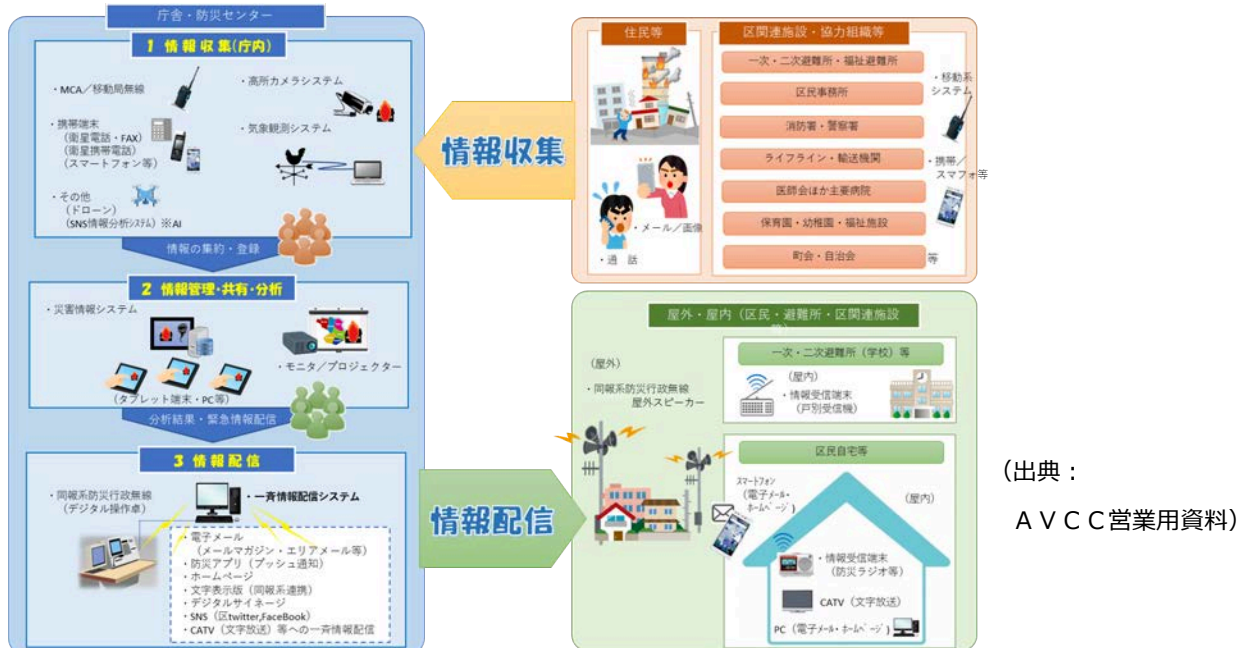 庁舎・防災センター
1 情報収集(庁内)
・MCA／移動局無線
・携帯端末
(衛星電話・FAX)
(衛星携帯電話)
(スマートフォン等)
・その他
(ドローン)
(SNS情報分析システム) ※AI
・高所カメラシステム
・気象観測システム
情報の集約・登録
2 情報管理・共有・分析
・災害情報システム
(タブレット端末・PC等)
・モニタ／プロジェクター
分析結果・緊急情報配信
3 情報配信
・同報系防災行政無線
(デジタル操作卓)
・一斉情報配信システム
・電子メール
(メールマガジン・エリアメール等)
・防災アプリ（プッシュ通知）
・ホームページ
・文字表示版（同報系連携）
・デジタルサイネージ
・SNS（区twitter,FaceBook）
・CATV（文字放送）等への一斉情報配信
情報収集
住民等
・メール／画像
・通 話
区関連施設・協力組織等
一次・二次避難所・福祉避難所
区民事務所
消防署・警察署
ライフライン・輸送機関
医師会ほか主要病院
保育園・幼稚園・福祉施設
町会・自治会
等
・移動系
システム
・携帯／
スマフォ等
情報配信
屋外・屋内（区民・避難所・区関連施設
等）
（屋外）
・同報系防災行政無線
屋外スピーカー
一次・二次避難所（学校）等
（屋内）
・情報受信端末
（戸別受信機）
区民自宅等
スマートフォン
(電子メール・
ホームページ)
（屋内）
・情報受信端末
（防災ラジオ等）
CATV（文字放送）
PC（電子メール・ホームページ）
（出典：
ＡＶＣＣ営業用資料）